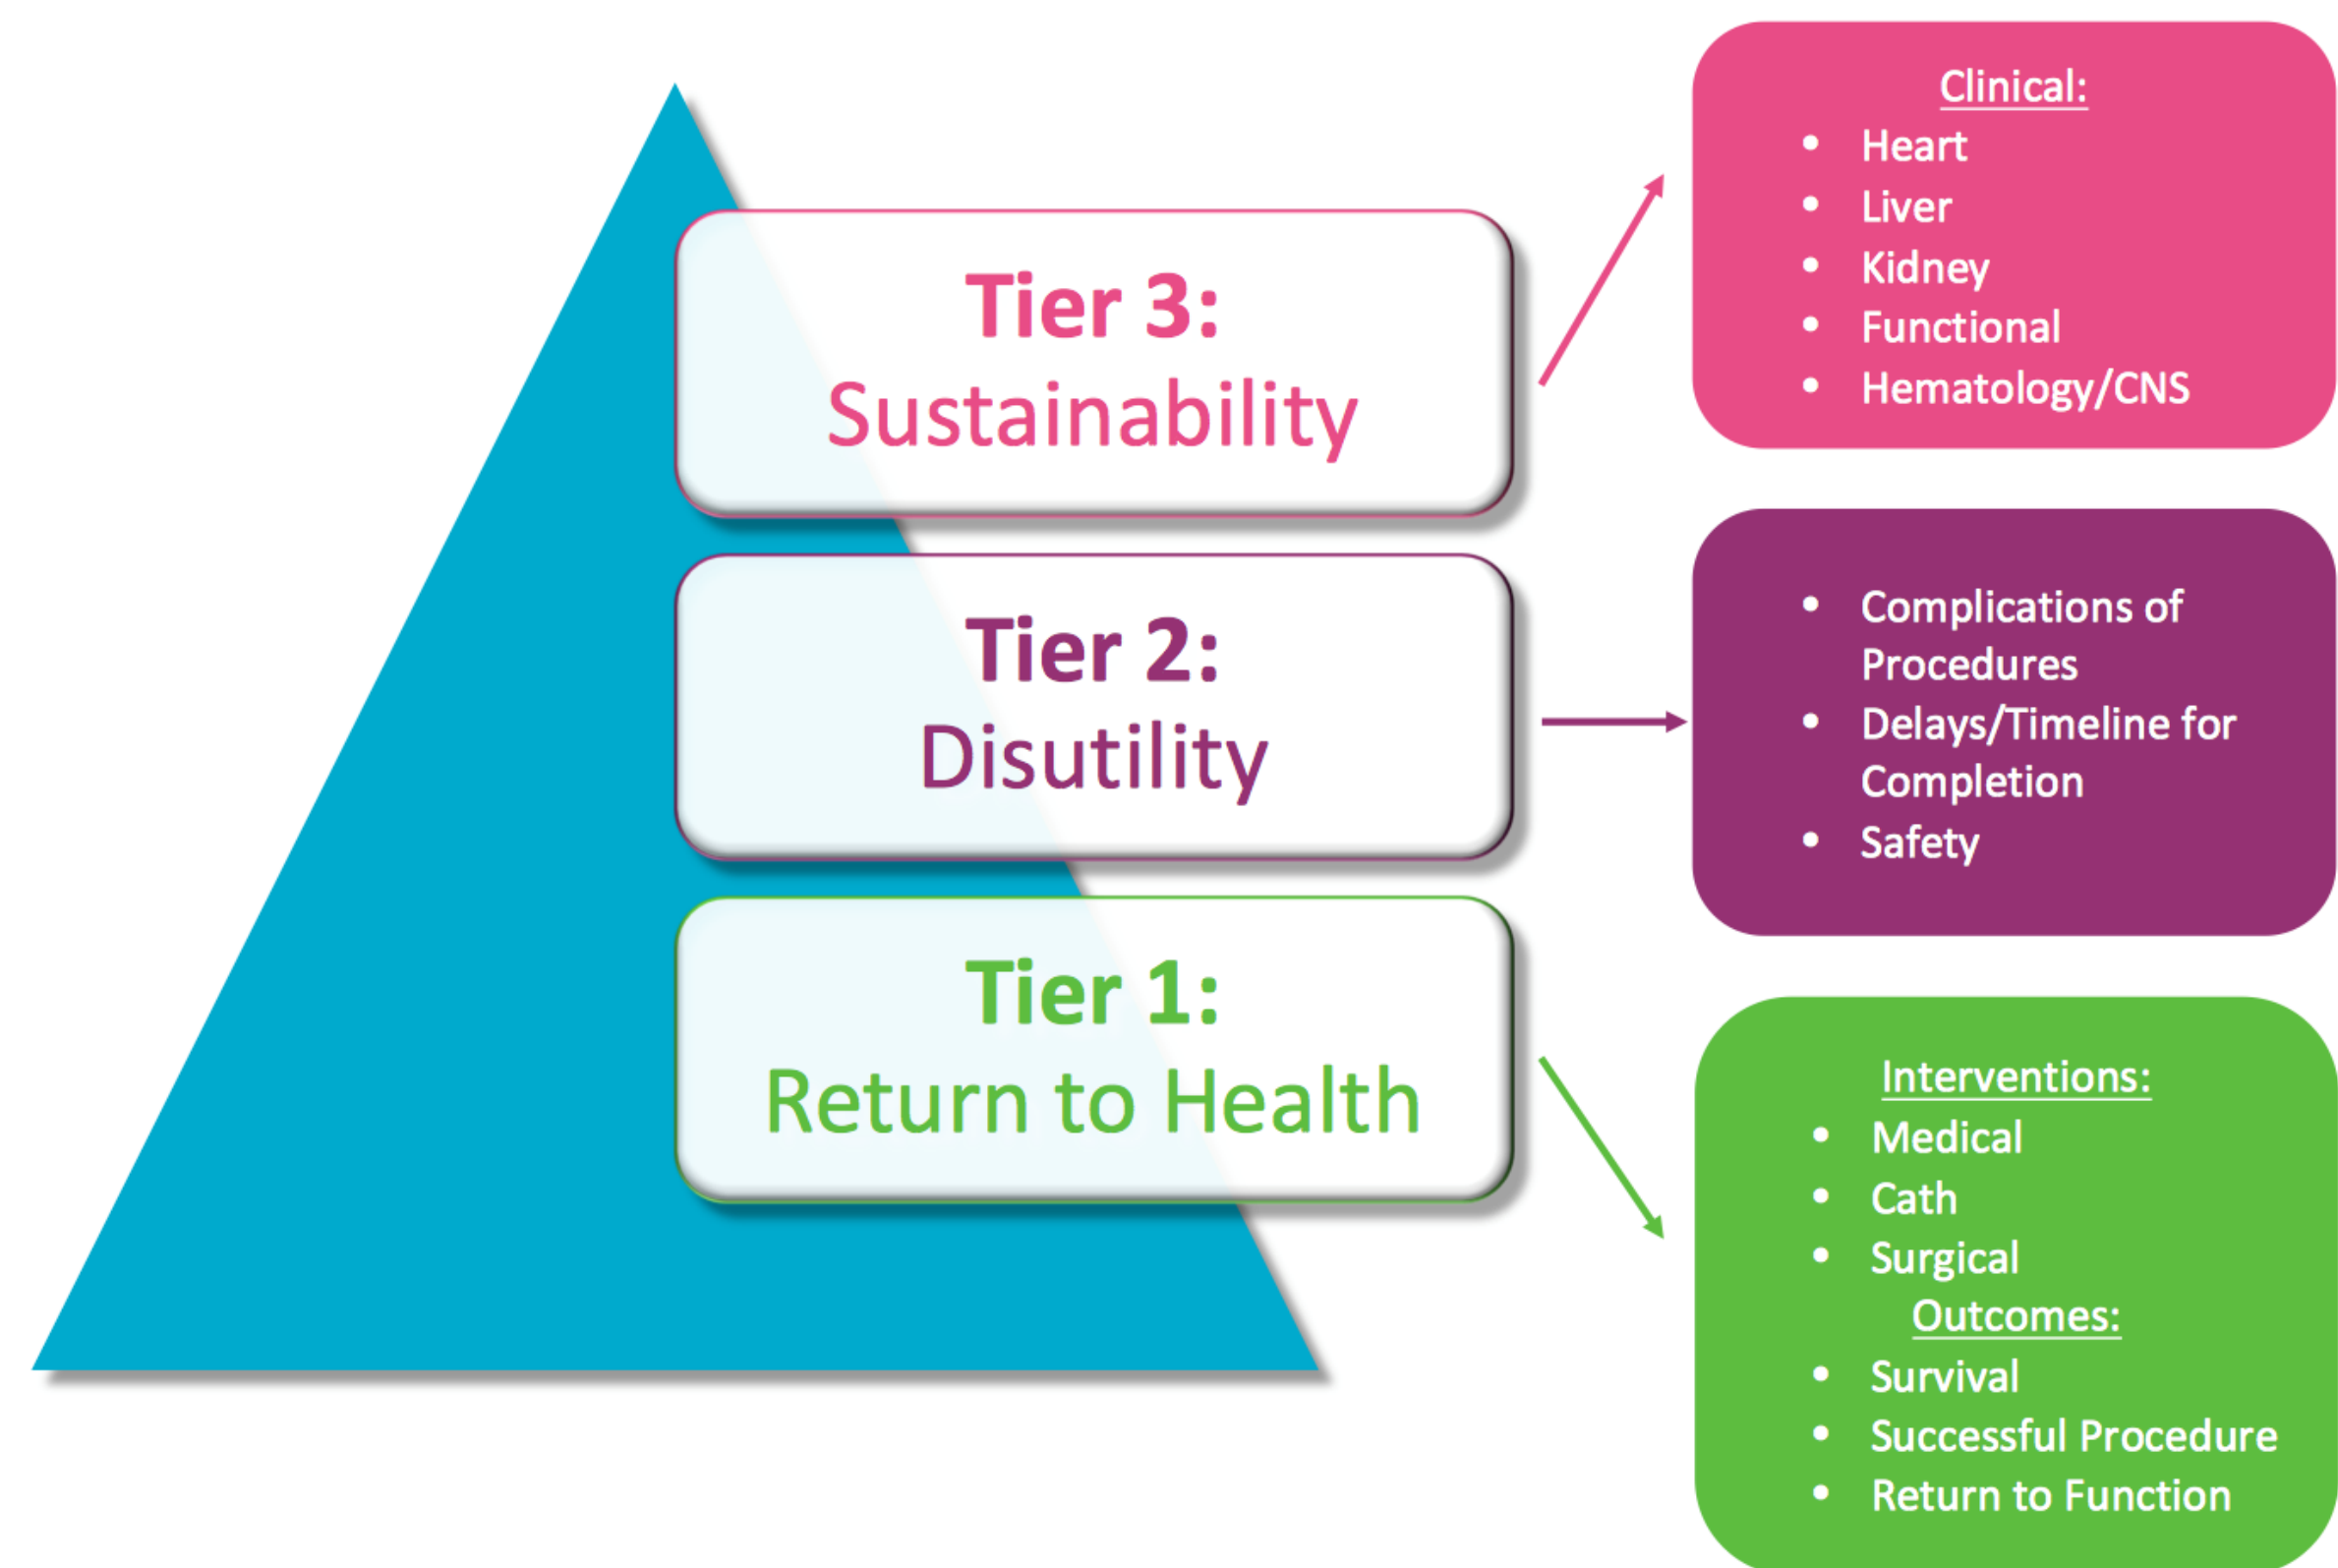 Tier 3:
Sustainability
Clinical:
• Heart
• Liver
• Kidney
• Functional
• Hematology/CNS
Tier 2:
Disutility
• Complications of
Procedures
• Delays/Timeline for
Completion
• Safety
Tier 1:
Return to Health
Interventions:
• Medical
• Cath
• Surgical
Outcomes:
• Survival
• Successful Procedure
• Return to Function